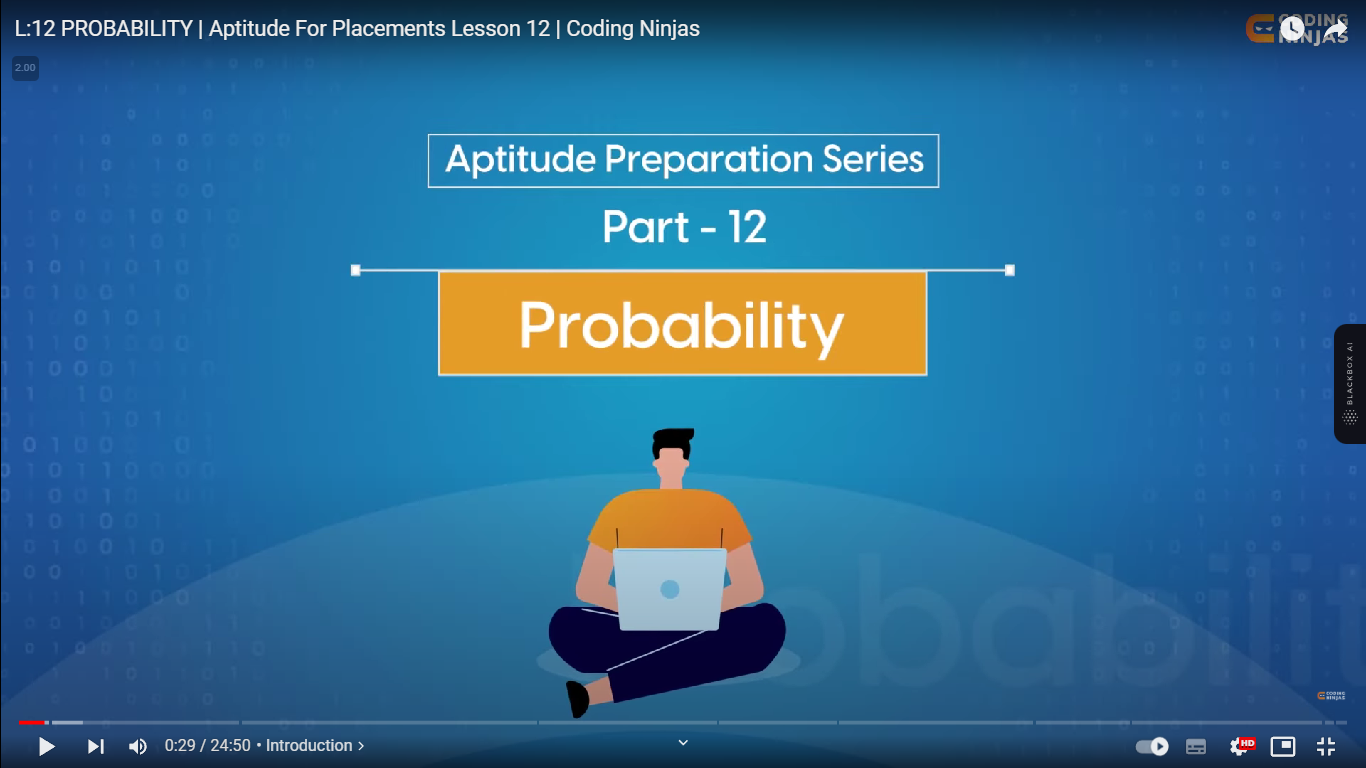 L:12 PROBABILITY | Aptitude For Placements Lesson 12 | Coding Ninjas
CODING
NINJAS
2.00
Aptitude Preparation Series
Part - 12
Probability
BLACKBOX AI
CODING
NINJAS
0:29 / 24:50 • Introduction
HD